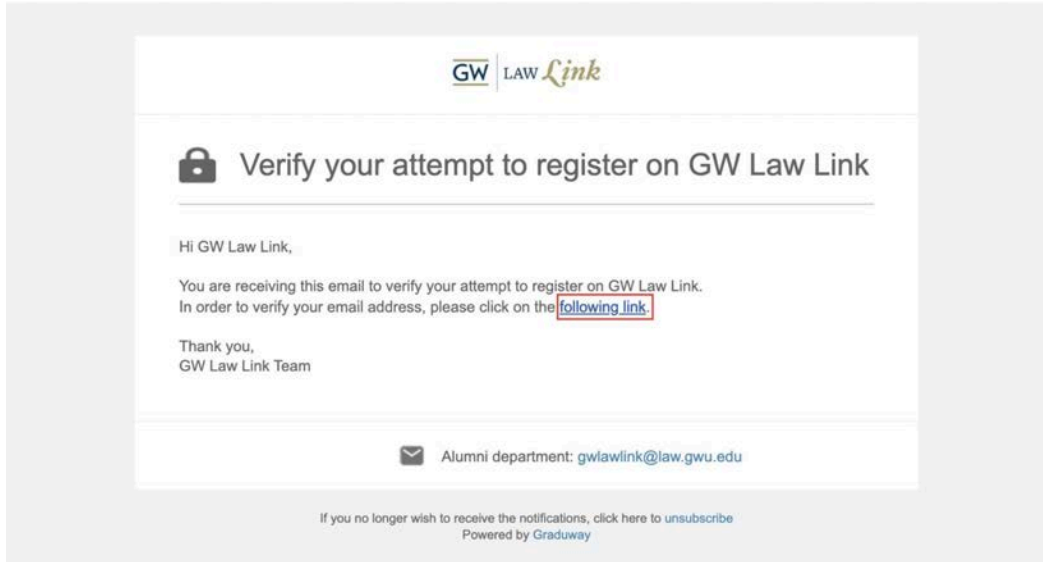 GW LAW Link
Verify your attempt to register on GW Law Link
Hi GW Law Link,
You are receiving this email to verify your attempt to register on GW Law Link.
In order to verify your email address, please click on the following link.
Thank you,
GW Law Link Team
Alumni department: gwlawlink@law.gwu.edu
If you no longer wish to receive the notifications, click here to unsubscribe
Powered by Graduway